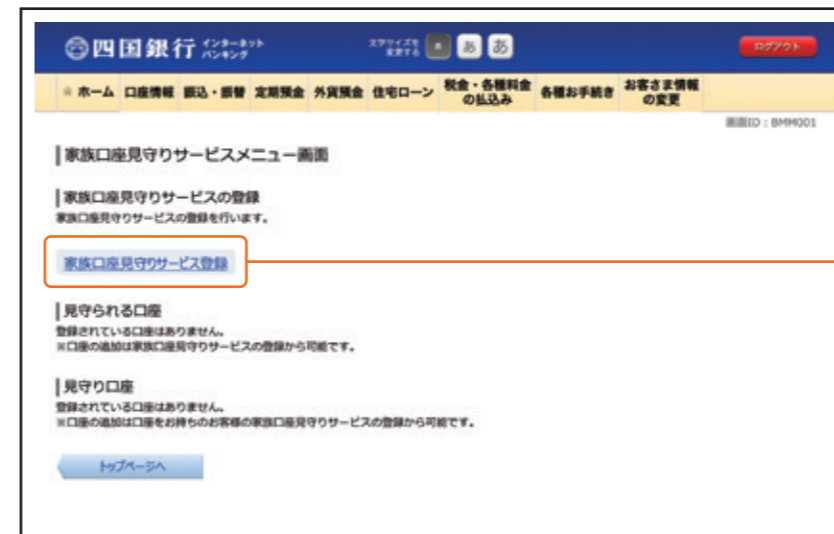 四国銀行 インターネットバンキング
文字サイズを変更する あ あ
ログアウト
ホーム 口座情報 振込・振替 定期預金 外貨預金 住宅ローン 税金・各種料金の払込み 各種お手続き お客さま情報の変更
画面ID：BMM001
家族口座見守りサービスメニュー画面
家族口座見守りサービスの登録
家族口座見守りサービスの登録を行います。
家族口座見守りサービス登録
見守られる口座
登録されている口座はありません。
※口座の追加は家族口座見守りサービスの登録から可能です。
見守り口座
登録されている口座はありません。
※口座の追加は口座をお持ちのお客様の家族口座見守りサービスの登録から可能です。
トップページへ